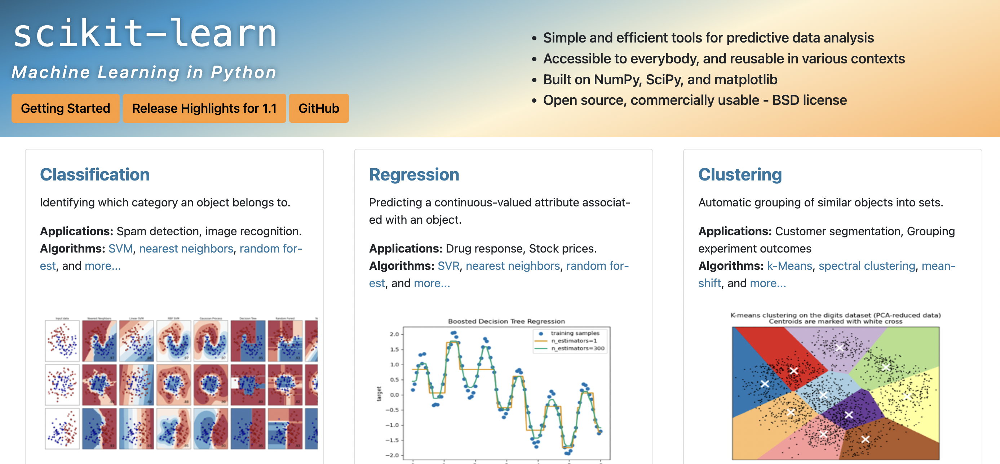 scikit-learn
Machine Learning in Python
Getting Started
Release Highlights for 1.1
GitHub
• Simple and efficient tools for predictive data analysis
• Accessible to everybody, and reusable in various contexts
• Built on NumPy, SciPy, and matplotlib
• Open source, commercially usable - BSD license
Classification
Identifying which category an object belongs to.
Applications: Spam detection, image recognition.
Algorithms: SVM, nearest neighbors, random for-
est, and more...
Input data
Nearest Neighbors
Linear SVM
RBF SVM
Gaussian Process
Decision Tree
Random Forest
Regression
Predicting a continuous-valued attribute associat-
ed with an object.
Applications: Drug response, Stock prices.
Algorithms: SVR, nearest neighbors, random for-
est, and more...
Boosted Decision Tree Regression
training samples
n_estimators=1
n_estimators=300
target
2.0
1.5
1.0
0.5
0.0
−0.5
−1.0
−1.5
−2.0
Clustering
Automatic grouping of similar objects into sets.
Applications: Customer segmentation, Grouping
experiment outcomes
Algorithms: k-Means, spectral clustering, mean-
shift, and more...
K-means clustering on the digits dataset (PCA-reduced data)
Centroids are marked with white cross